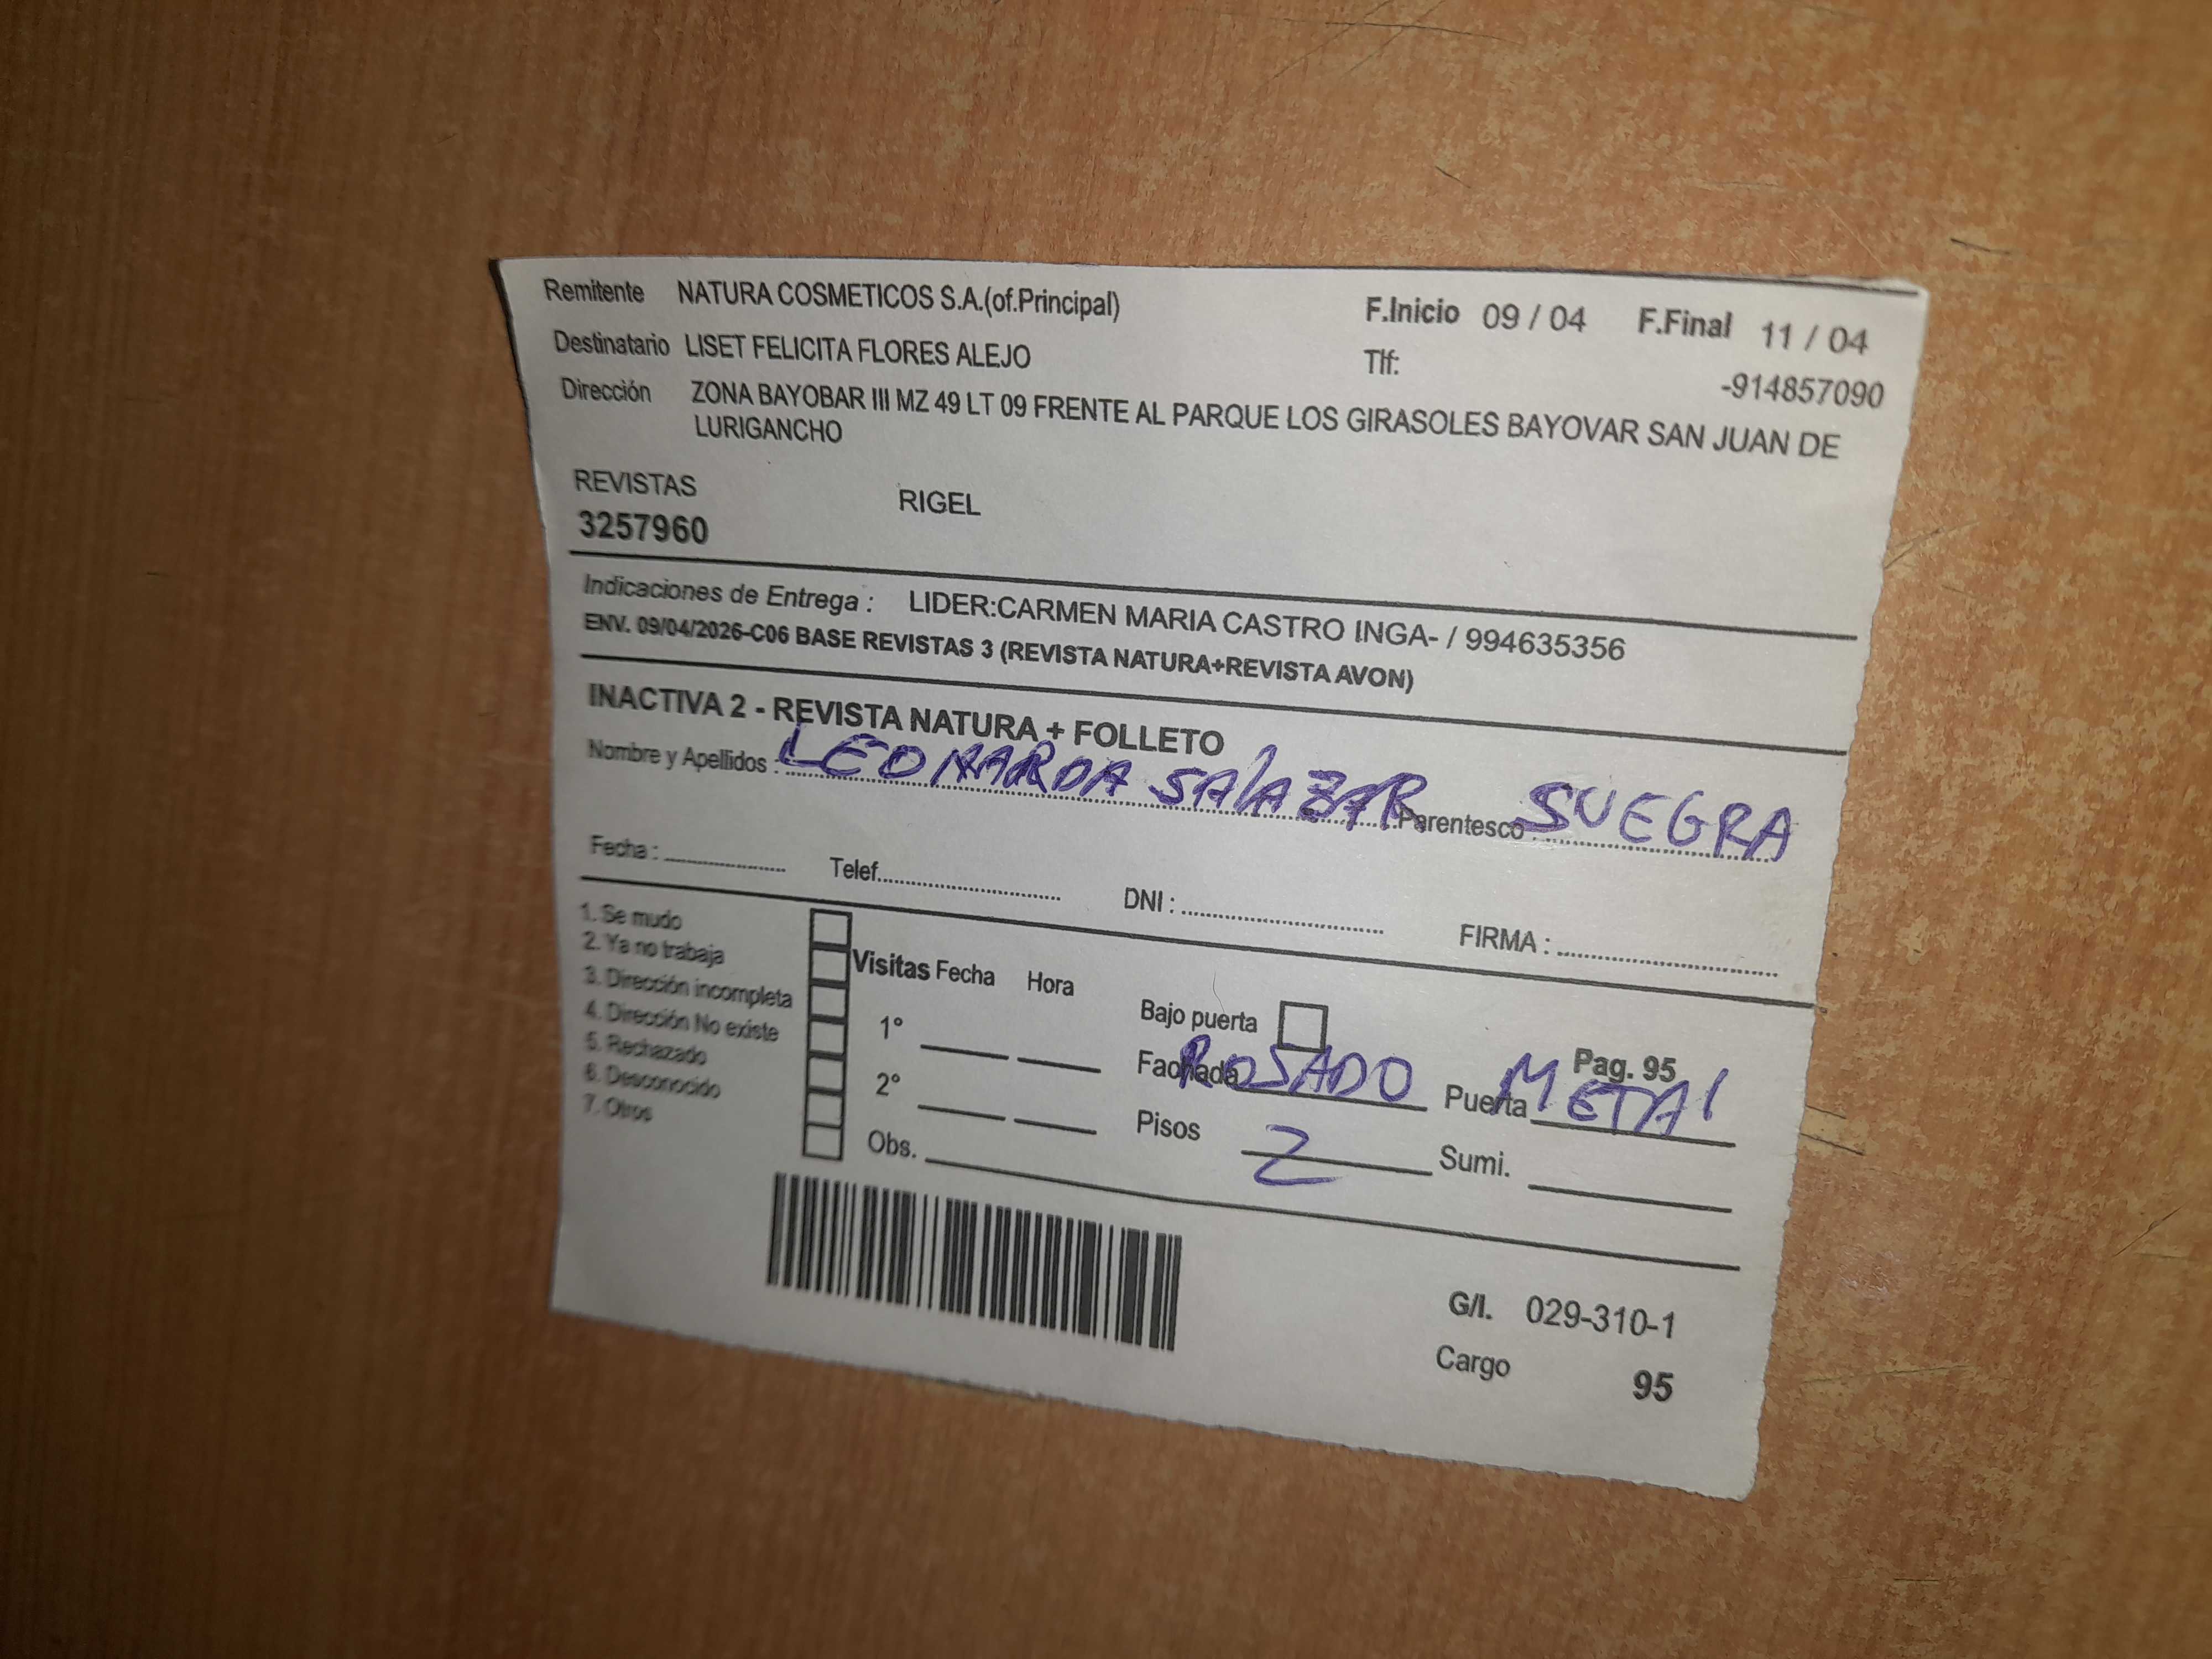 Remitente NATURA COSMETICOS S.A.(of.Principal) F.Inicio 09 / 04 F.Final 11 / 04
Destinatario LISET FELICITA FLORES ALEJO Tlf: -914857090
Dirección ZONA BAYOBAR III MZ 49 LT 09 FRENTE AL PARQUE LOS GIRASOLES BAYOVAR SAN JUAN DE
LURIGANCHO
REVISTAS RIGEL
3257960
Indicaciones de Entrega : LIDER:CARMEN MARIA CASTRO INGA- / 994635356
ENV. 09/04/2026-C06 BASE REVISTAS 3 (REVISTA NATURA+REVISTA AVON)
INACTIVA 2 - REVISTA NATURA + FOLLETO
Nombre y Apellidos : LEONARDA SALAZAR Parentesco : SUEGRA
Fecha : Telef. DNI : FIRMA :
1. Se mudo
2. Ya no trabaja
3. Dirección incompleta
4. Dirección No existe
5. Rechazado
6. Desconocido
7. Otros
Visitas Fecha Hora
1°
2°
Obs.
Bajo puerta Pag. 95
Fachada ROSADO Puerta METAL
Pisos 2 Sumi.
G/I. 029-310-1
Cargo 95